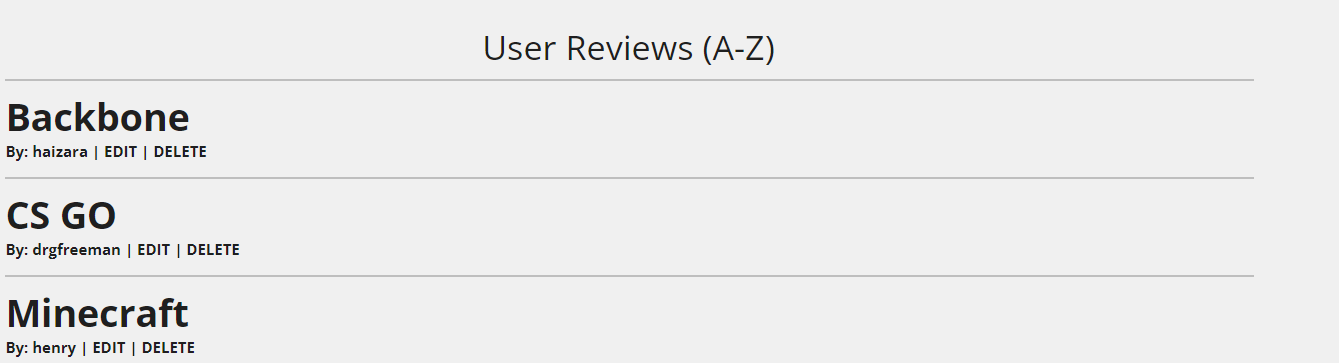 User Reviews (A-Z)
Backbone
By: haizara | EDIT | DELETE
CS GO
By: drgfreeman | EDIT | DELETE
Minecraft
By: henry | EDIT | DELETE